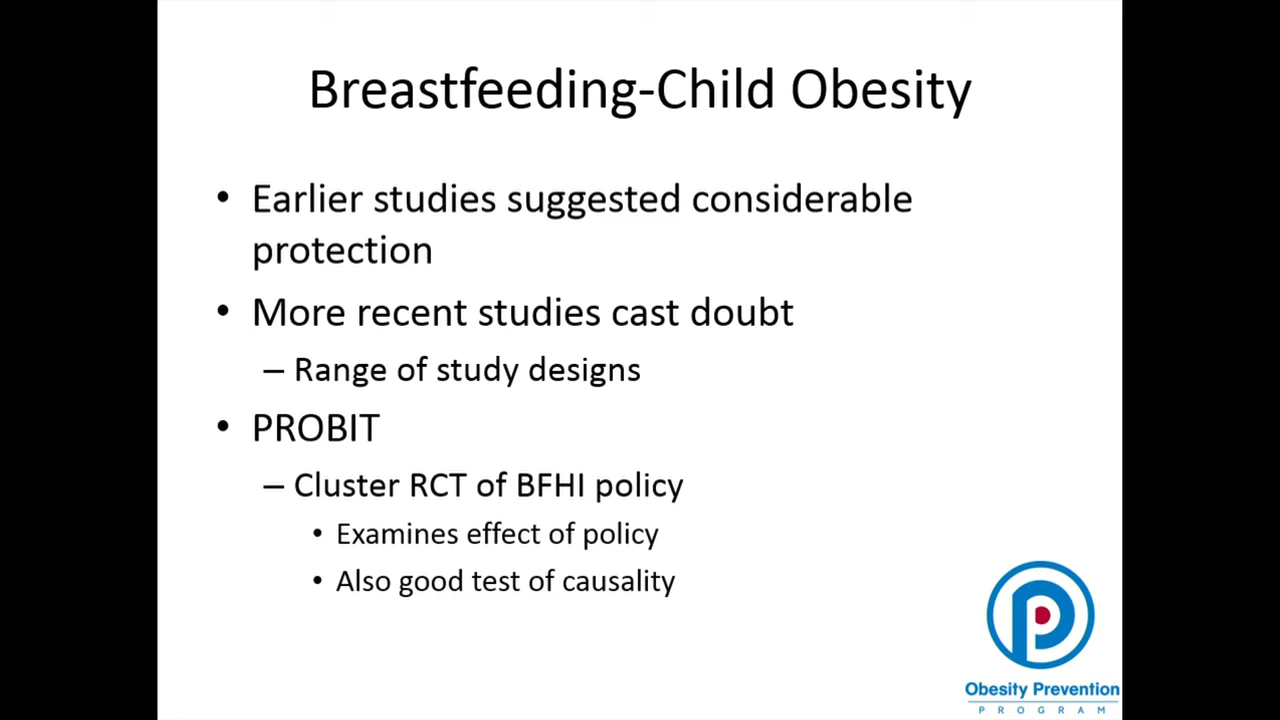 Breastfeeding-Child Obesity
• Earlier studies suggested considerable
protection
• More recent studies cast doubt
– Range of study designs
• PROBIT
– Cluster RCT of BFHI policy
• Examines effect of policy
• Also good test of causality
Obesity Prevention
PROGRAM